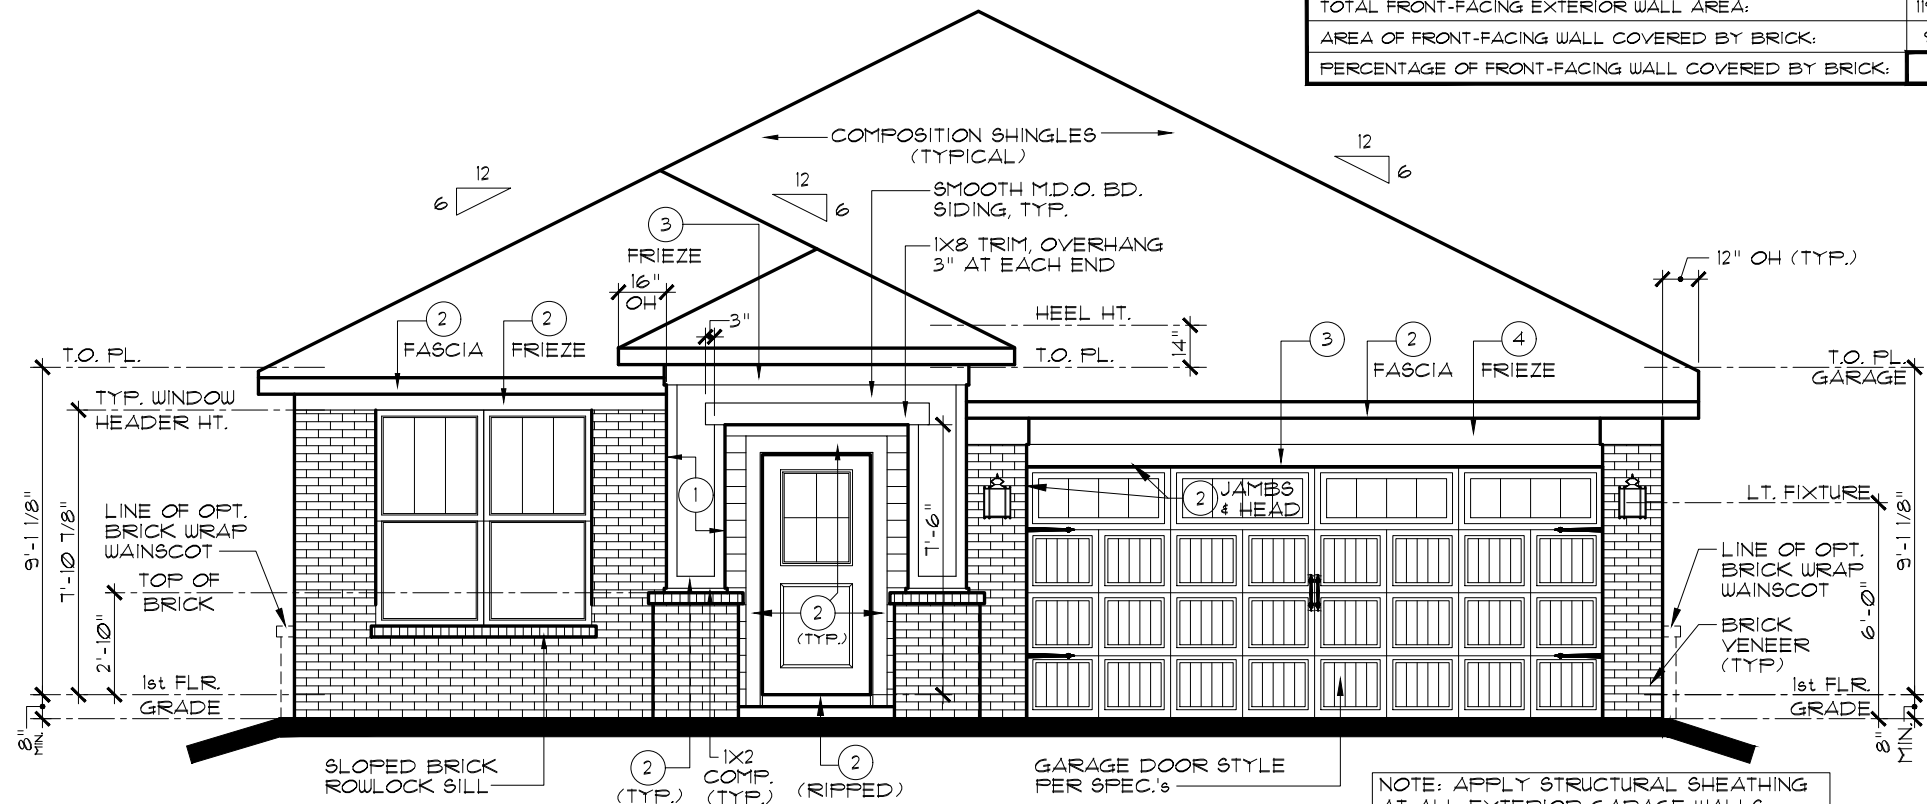 TOTAL FRONT-FACING EXTERIOR WALL AREA:
AREA OF FRONT-FACING WALL COVERED BY BRICK:
PERCENTAGE OF FRONT-FACING WALL COVERED BY BRICK:
COMPOSITION SHINGLES
(TYPICAL)
12
6
12
6
12
6
SMOOTH M.D.O. BD.
SIDING, TYP.
3
FRIEZE
1X8 TRIM, OVERHANG
3" AT EACH END
12" OH (TYP.)
16"
OH
3"
HEEL HT.
14"
T.O. PL.
2
FASCIA
2
FRIEZE
3
2
FASCIA
4
FRIEZE
T.O. PL.
T.O. PL.
GARAGE
TYP. WINDOW
HEADER HT.
9'-1 1/8"
7'-10 7/8"
LINE OF OPT.
BRICK WRAP
WAINSCOT
TOP OF
BRICK
2'-10"
1st FLR.
GRADE
8"
MIN.
1
7'-6"
2
JAMBS
& HEAD
2
(TYP.)
LT. FIXTURE
9'-1 1/8"
LINE OF OPT.
BRICK WRAP
WAINSCOT
6'-0"
BRICK
VENEER
(TYP)
1st FLR.
GRADE
8"
MIN.
SLOPED BRICK
ROWLOCK SILL
2
(TYP.)
1X2
COMP.
(TYP.)
2
(RIPPED)
GARAGE DOOR STYLE
PER SPEC.'s
NOTE: APPLY STRUCTURAL SHEATHING
AT ALL EXTERIOR GARAGE WALLS